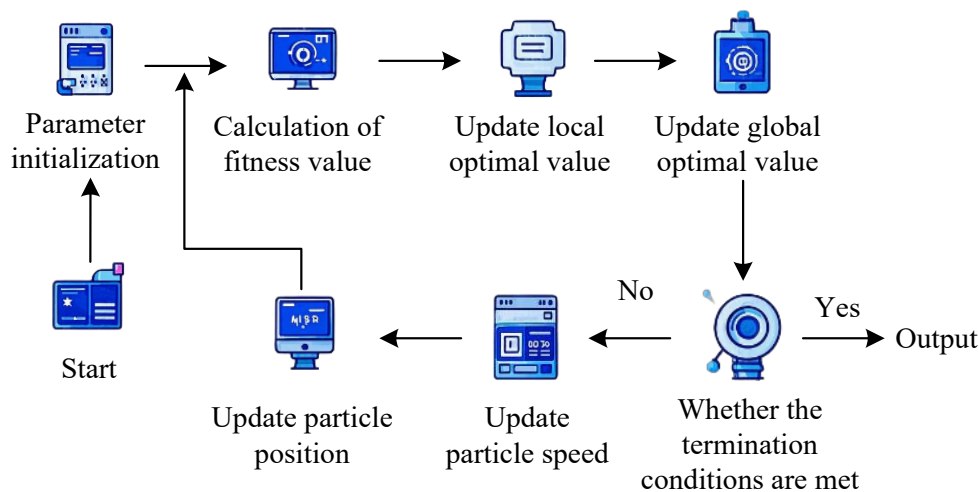 Parameter
initialization
Calculation of
fitness value
Update local
optimal value
Update global
optimal value
Start
Update particle
position
Update
particle speed
No
Yes
Whether the
termination
conditions are met
Output